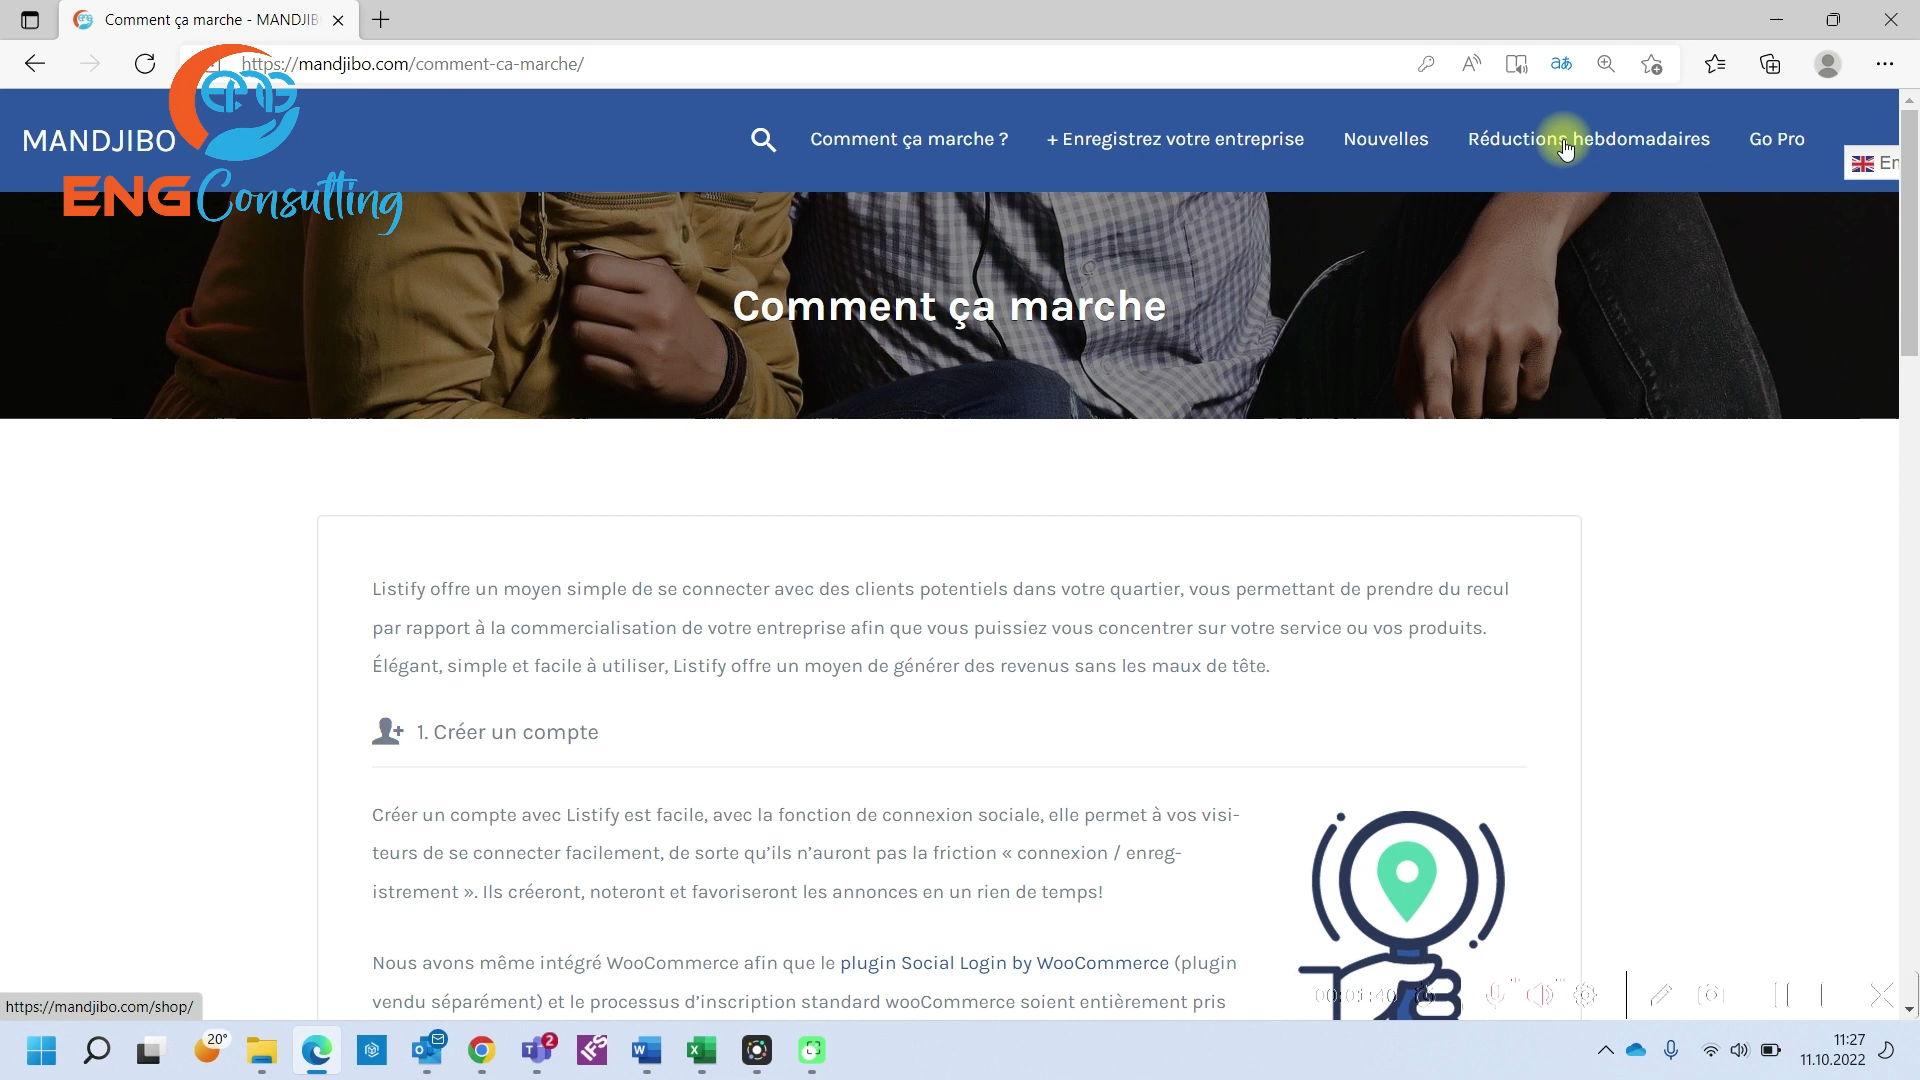 Comment ça marche - MANDJIB
https://mandjibo.com/comment-ca-marche/
MANDJIBO
Comment ça marche ?
+ Enregistrez votre entreprise
Nouvelles
Réductions hebdomadaires
Go Pro
En
ENG Consulting
Comment ça marche
Listify offre un moyen simple de se connecter avec des clients potentiels dans votre quartier, vous permettant de prendre du recul
par rapport à la commercialisation de votre entreprise afin que vous puissiez vous concentrer sur votre service ou vos produits.
Élégant, simple et facile à utiliser, Listify offre un moyen de générer des revenus sans les maux de tête.
1. Créer un compte
Créer un compte avec Listify est facile, avec la fonction de connexion sociale, elle permet à vos visi-
teurs de se connecter facilement, de sorte qu'ils n'auront pas la friction « connexion / enreg-
istrement ». Ils créeront, noteront et favoriseront les annonces en un rien de temps!
Nous avons même intégré WooCommerce afin que le plugin Social Login by WooCommerce (plugin
vendu séparément) et le processus d'inscription standard wooCommerce soient entièrement pris
00:01:40
https://mandjibo.com/shop/
20°
2
IFS
11:27
11.10.2022